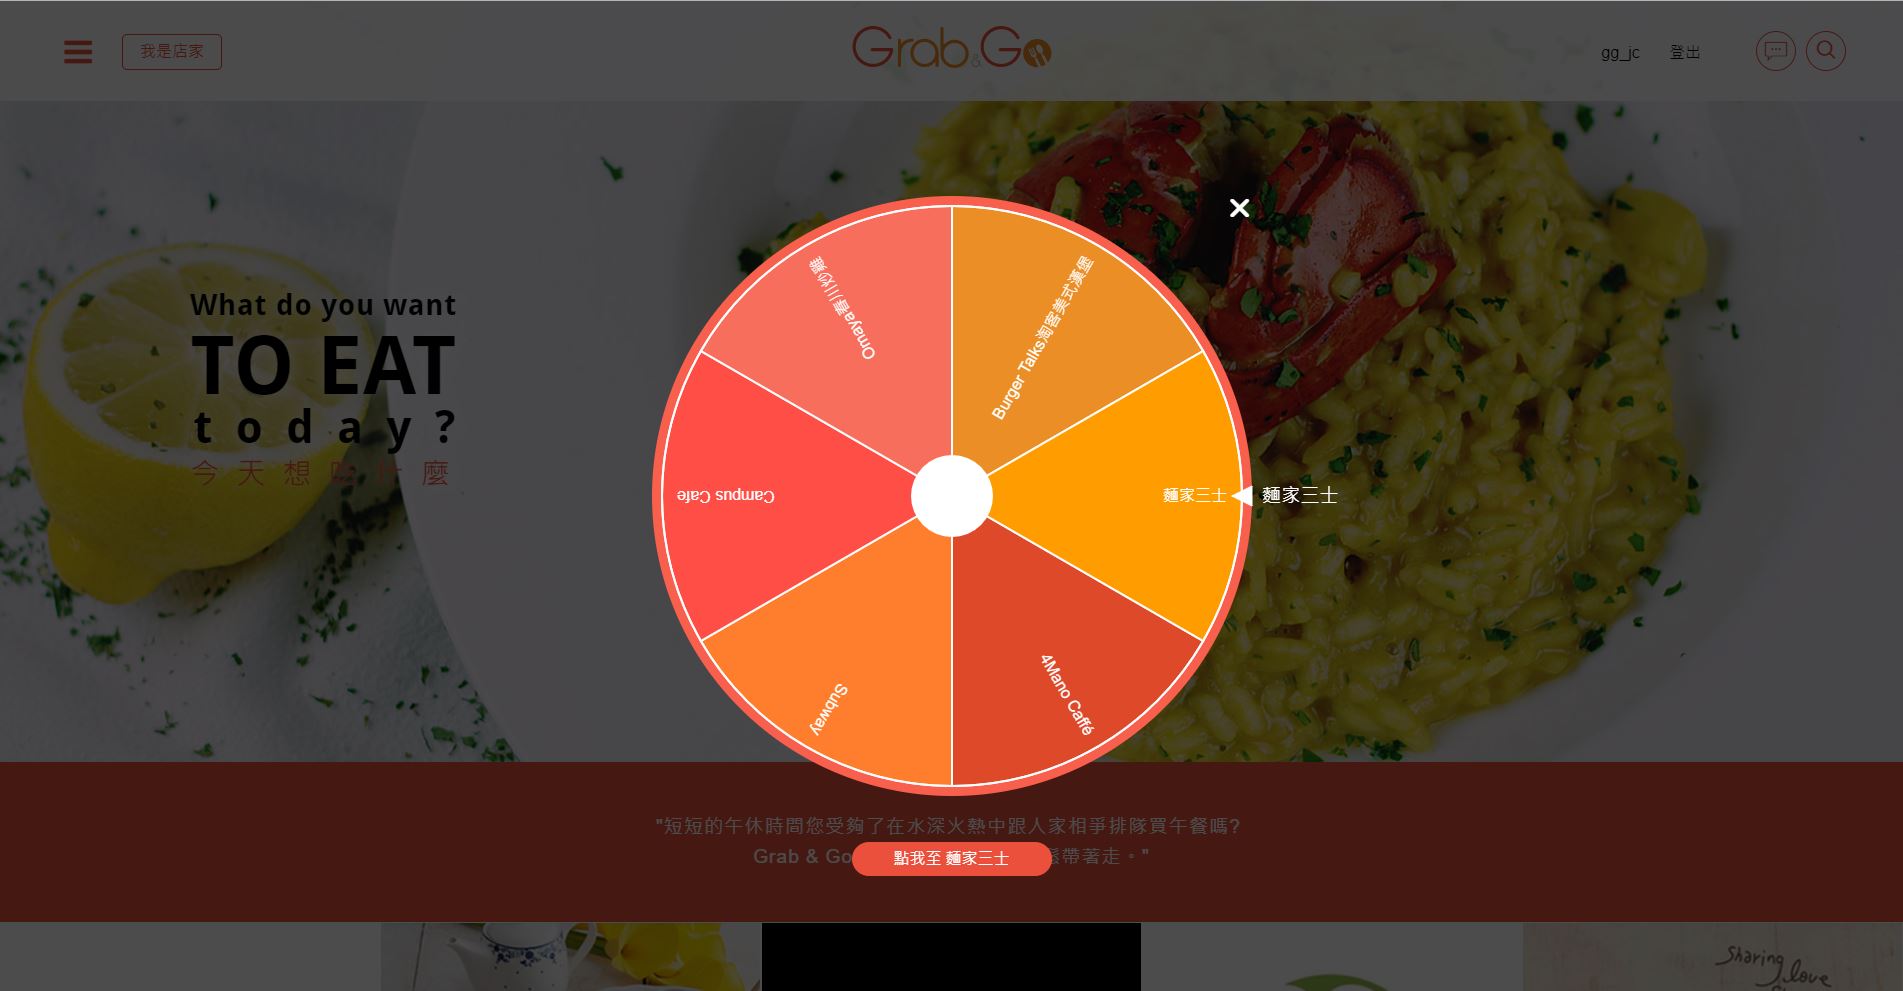 我是店家
Grab&Go
gg_jc
登出
What do you want
TO EAT
today?
今天想吃什麼
Omaya春川炒雞
Burger Talks淘客美式漢堡
Campus Cafe
麵家三士
麵家三士
Subway
4Mano Caffé
"短短的午休時間您受夠了在水深火熱中跟人家相爭排隊買午餐嗎?
Grab & Go
鬆帶著走。"
點我至 麵家三士
Sharing
love